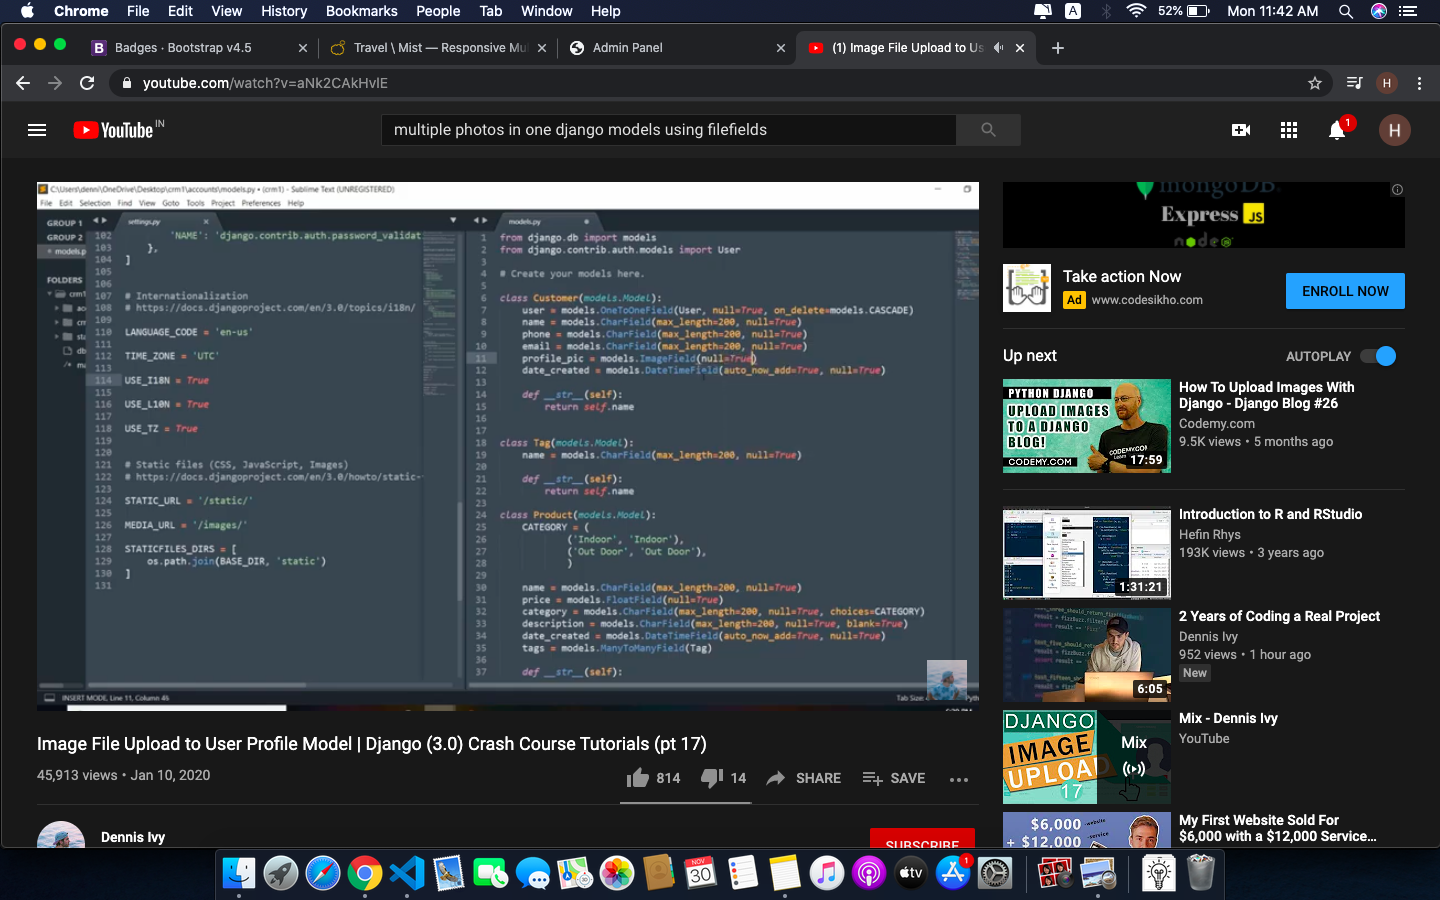 Chrome File Edit View History Bookmarks People Tab Window Help
A 52% Mon 11:42 AM
B Badges · Bootstrap v4.5
Travel \ Mist — Responsive Mul
Admin Panel
(1) Image File Upload to Us
youtube.com/watch?v=aNk2CAkHvlE
H
YouTube IN
multiple photos in one django models using filefields
1
H
C:\Users\denni\OneDrive\Desktop\crm1\accounts\models.py • (crm1) - Sublime Text (UNREGISTERED)
File Edit Selection Find View Goto Tools Project Preferences Help
GROUP 1
GROUP 2
models.p
FOLDERS
crm1
settings.py
102 'NAME': 'django.contrib.auth.password_validat
103 },
104 ]
105
106
107 # Internationalization
108 # https://docs.djangoproject.com/en/3.0/topics/i18n/
109
110 LANGUAGE_CODE = 'en-us'
111
112 TIME_ZONE = 'UTC'
113
114 USE_I18N = True
115
116 USE_L10N = True
117
118 USE_TZ = True
119
120
121 # Static files (CSS, JavaScript, Images)
122 # https://docs.djangoproject.com/en/3.0/howto/static-
123
124 STATIC_URL = '/static/'
125
126 MEDIA_URL = '/images/'
127
128 STATICFILES_DIRS = [
129 os.path.join(BASE_DIR, 'static')
130 ]
131
models.py
1 from django.db import models
2 from django.contrib.auth.models import User
3
4 # Create your models here.
5
6 class Customer(models.Model):
7 user = models.OneToOneField(User, null=True, on_delete=models.CASCADE)
8 name = models.CharField(max_length=200, null=True)
9 phone = models.CharField(max_length=200, null=True)
10 email = models.CharField(max_length=200, null=True)
11 profile_pic = models.ImageField(null=True)
12 date_created = models.DateTimeField(auto_now_add=True, null=True)
13
14 def __str__(self):
15 return self.name
16
17
18 class Tag(models.Model):
19 name = models.CharField(max_length=200, null=True)
20
21 def __str__(self):
22 return self.name
23
24 class Product(models.Model):
25 CATEGORY = (
26 ('Indoor', 'Indoor'),
27 ('Out Door', 'Out Door'),
28 )
29
30 name = models.CharField(max_length=200, null=True)
31 price = models.FloatField(null=True)
32 category = models.CharField(max_length=200, null=True, choices=CATEGORY)
33 description = models.CharField(max_length=200, null=True, blank=True)
34 date_created = models.DateTimeField(auto_now_add=True, null=True)
35 tags = models.ManyToManyField(Tag)
36
37 def __str__(self):
INSERT MODE, Line 11, Column 45
Tab Size:
Image File Upload to User Profile Model | Django (3.0) Crash Course Tutorials (pt 17)
45,913 views • Jan 10, 2020
814 14 SHARE SAVE
Dennis Ivy
SUBSCRIBE
mongoDB
Express JS
node
Take action Now
Ad www.codesikho.com
ENROLL NOW
Up next
AUTOPLAY
PYTHON DJANGO
UPLOAD IMAGES
TO A DJANGO
BLOG!
CODEMY.COM
17:59
How To Upload Images With
Django - Django Blog #26
Codemy.com
9.5K views • 5 months ago
1:31:21
Introduction to R and RStudio
Hefin Rhys
193K views • 3 years ago
6:05
2 Years of Coding a Real Project
Dennis Ivy
952 views • 1 hour ago
New
DJANGO
IMAGE
UPLOAD
17
Mix
Mix - Dennis Ivy
YouTube
$6,000 -website
+ $12,000 -service
My First Website Sold For
$6,000 with a $12,000 Service...
NOV
30
tv
1